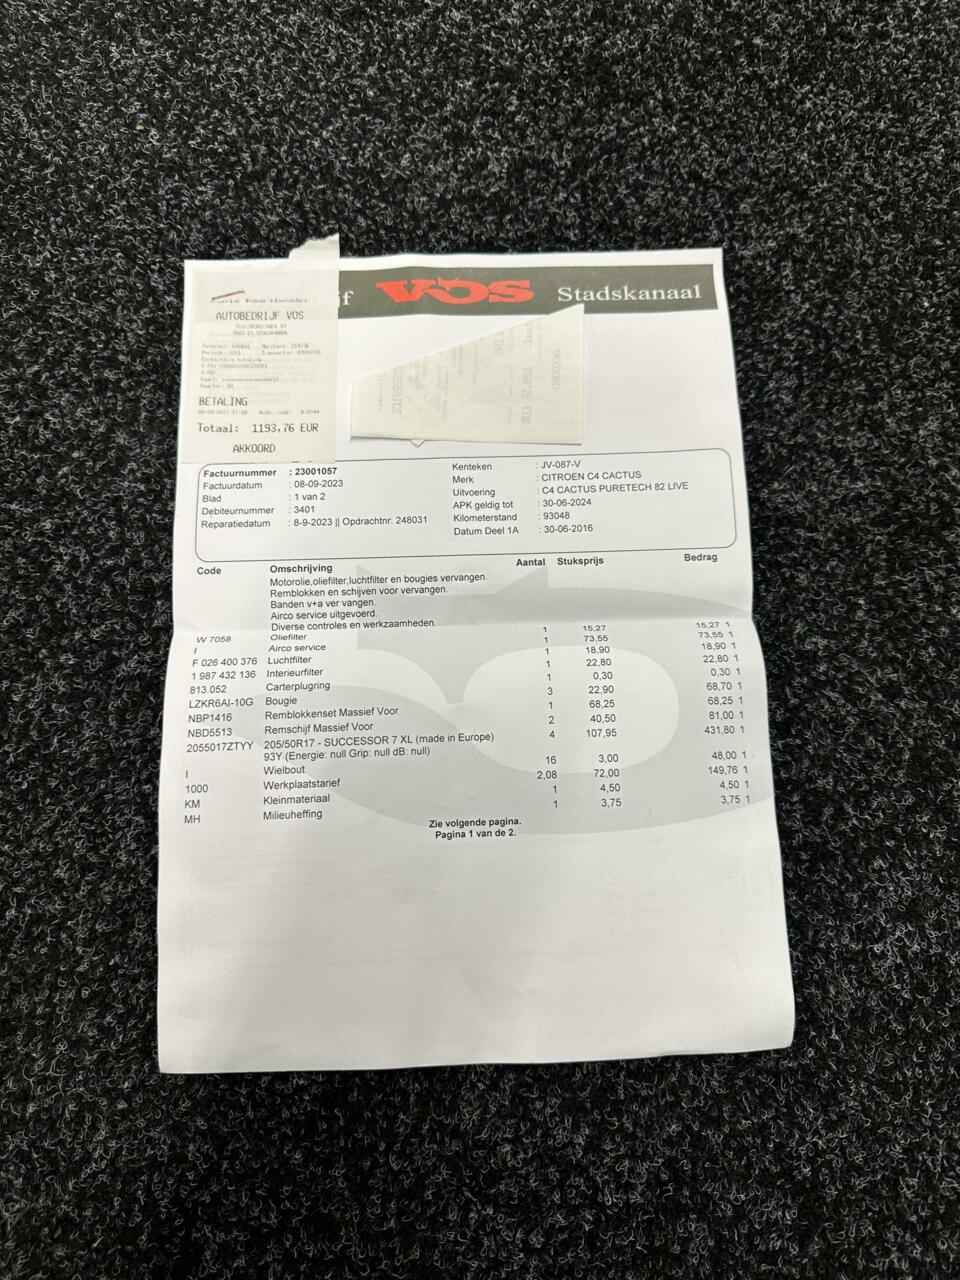 jf VOS Stadskanaal
AUTOBEDRIJF VOS
BETALING
Totaal: 1193,76 EUR
AKKOORD
Factuurnummer : 23001057
Factuurdatum : 08-09-2023
Blad : 1 van 2
Debiteurnummer : 3401
Reparatiedatum : 8-9-2023 || Opdrachtnr. 248031
Kenteken : JV-087-V
Merk : CITROEN C4 CACTUS
Uitvoering : C4 CACTUS PURETECH 82 LIVE
APK geldig tot : 30-06-2024
Kilometerstand : 93048
Datum Deel 1A : 30-06-2016
Code Omschrijving Aantal Stuksprijs Bedrag
Motorolie,oliefilter,luchtfilter en bougies vervangen.
Remblokken en schijven voor vervangen.
Banden v+a ver vangen.
Airco service uitgevoerd.
Diverse controles en werkzaamheden.
W 7058 Oliefilter 1 15,27 15,27 1
I Airco service 1 73,55 73,55 1
F 026 400 376 Luchtfilter 1 18,90 18,90 1
1 987 432 136 Interieurfilter 1 22,80 22,80 1
813.052 Carterplugring 1 0,30 0,30 1
LZKR6AI-10G Bougie 3 22,90 68,70 1
NBP1416 Remblokkenset Massief Voor 1 68,25 68,25 1
NBD5513 Remschijf Massief Voor 2 40,50 81,00 1
2055017ZTYY 205/50R17 - SUCCESSOR 7 XL (made in Europe) 4 107,95 431,80 1
93Y (Energie: null Grip: null dB: null)
I Wielbout 16 3,00 48,00 1
1000 Werkplaatstarief 2,08 72,00 149,76 1
KM Kleinmateriaal 1 4,50 4,50 1
MH Milieuheffing 1 3,75 3,75 1
Zie volgende pagina.
Pagina 1 van de 2.